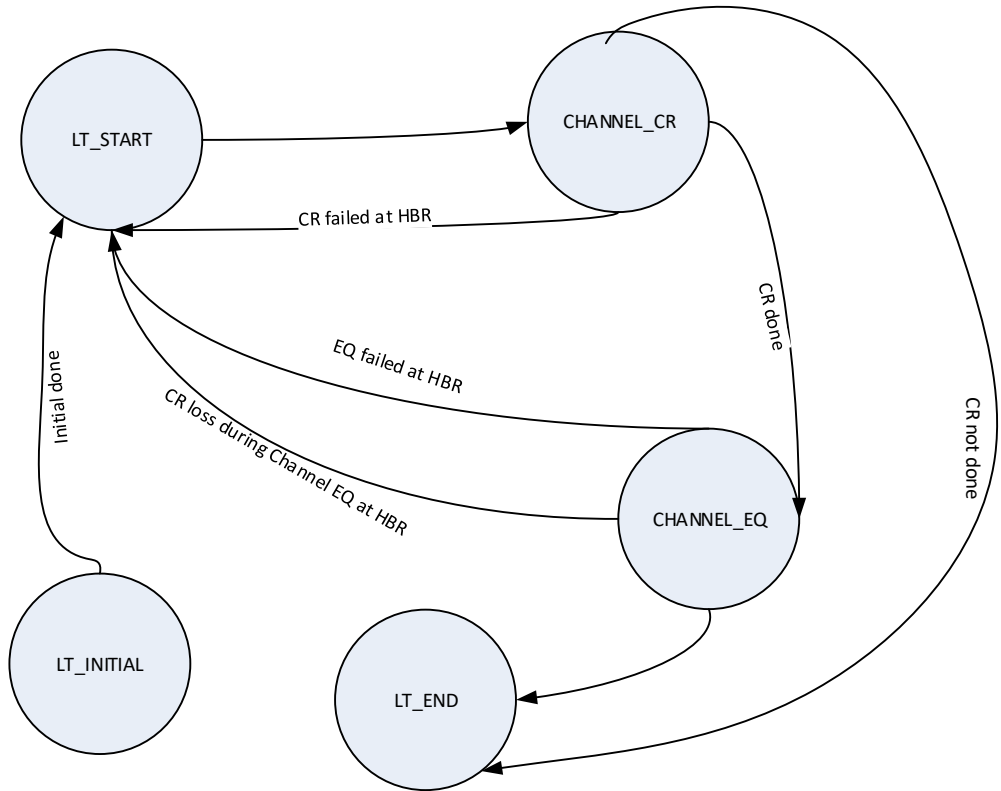 LT_START
CHANNEL_CR
CR failed at HBR
CR done
EQ failed at HBR
Initial done
CR loss during Channel EQ at HBR
CR not done
CHANNEL_EQ
LT_INITIAL
LT_END